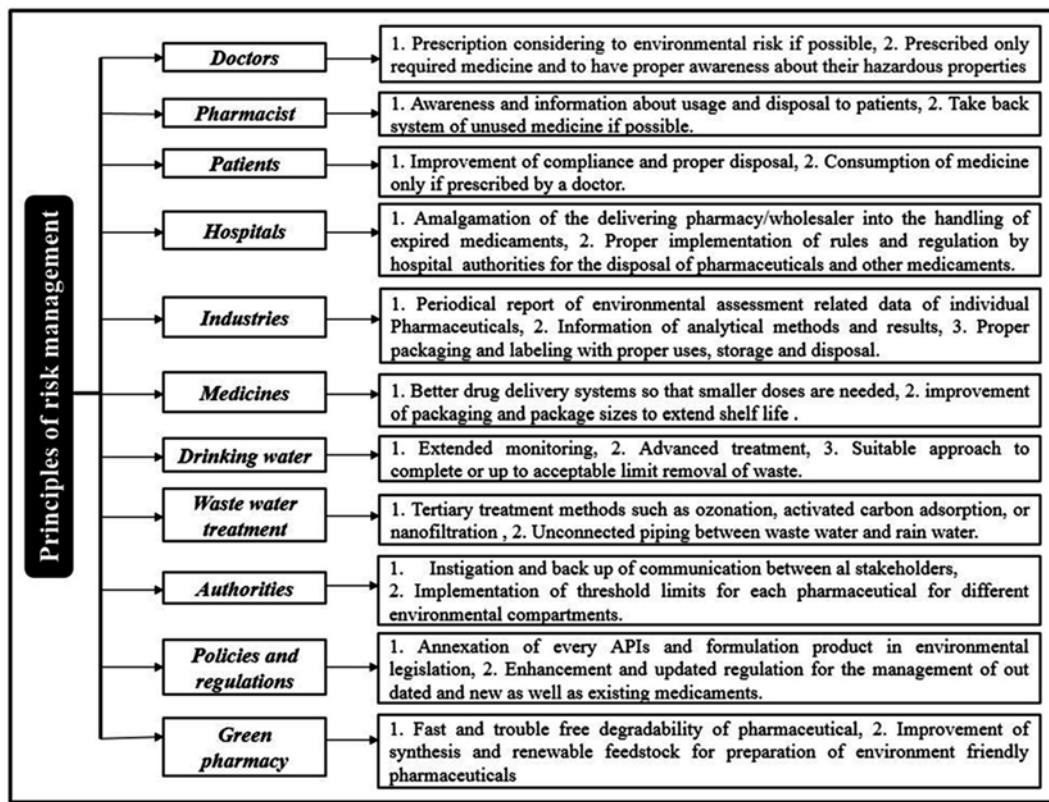 Principles of risk management
Doctors
1. Prescription considering to environmental risk if possible, 2. Prescribed only
required medicine and to have proper awareness about their hazardous properties
Pharmacist
1. Awareness and information about usage and disposal to patients, 2. Take back
system of unused medicine if possible.
Patients
1. Improvement of compliance and proper disposal, 2. Consumption of medicine
only if prescribed by a doctor.
Hospitals
1. Amalgamation of the delivering pharmacy/wholesaler into the handling of
expired medicaments, 2. Proper implementation of rules and regulation by
hospital authorities for the disposal of pharmaceuticals and other medicaments.
Industries
1. Periodical report of environmental assessment related data of individual
Pharmaceuticals, 2. Information of analytical methods and results, 3. Proper
packaging and labeling with proper uses, storage and disposal.
Medicines
1. Better drug delivery systems so that smaller doses are needed, 2. improvement
of packaging and package sizes to extend shelf life .
Drinking water
1. Extended monitoring, 2. Advanced treatment, 3. Suitable approach to
complete or up to acceptable limit removal of waste.
Waste water
treatment
1. Tertiary treatment methods such as ozonation, activated carbon adsorption, or
nanofiltration , 2. Unconnected piping between waste water and rain water.
Authorities
1. Instigation and back up of communication between al stakeholders,
2. Implementation of threshold limits for each pharmaceutical for different
environmental compartments.
Policies and
regulations
1. Annexation of every APIs and formulation product in environmental
legislation, 2. Enhancement and updated regulation for the management of out
dated and new as well as existing medicaments.
Green
pharmacy
1. Fast and trouble free degradability of pharmaceutical, 2. Improvement of
synthesis and renewable feedstock for preparation of environment friendly
pharmaceuticals